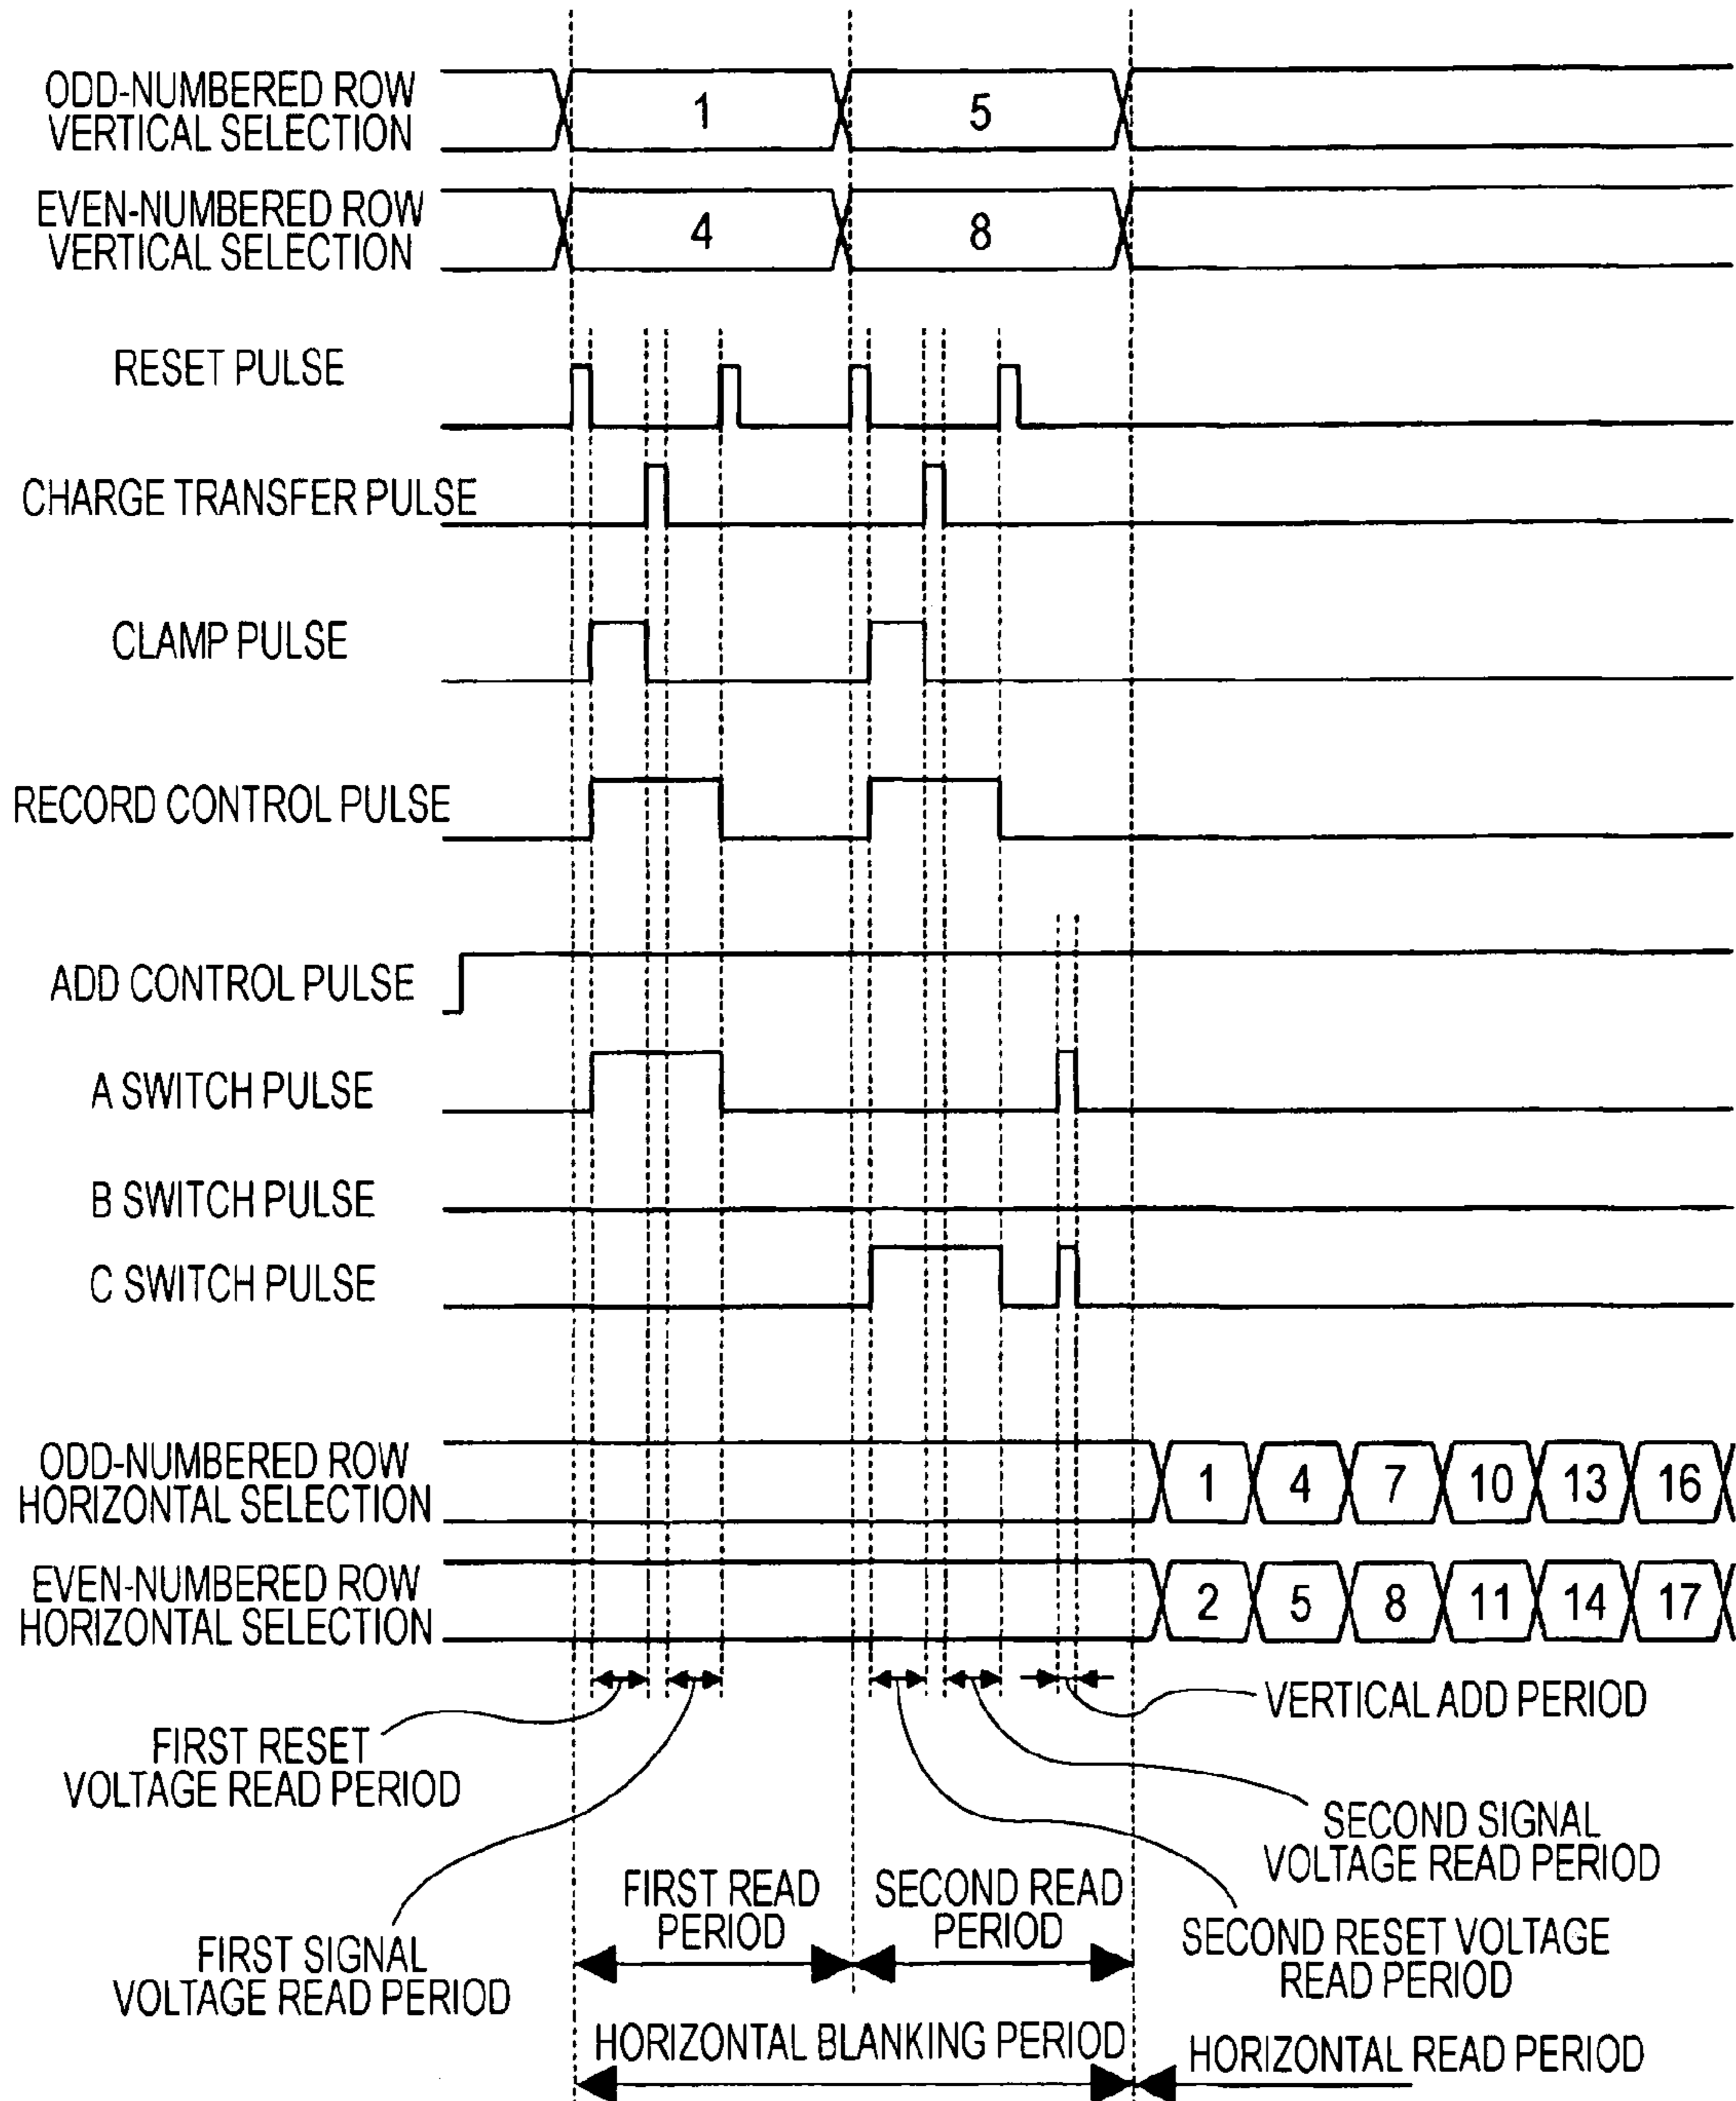 ODD-NUMBERED ROW
VERTICAL SELECTION
1
5
EVEN-NUMBERED ROW
VERTICAL SELECTION
4
8
RESET PULSE
CHARGE TRANSFER PULSE
CLAMP PULSE
RECORD CONTROL PULSE
ADD CONTROL PULSE
A SWITCH PULSE
B SWITCH PULSE
C SWITCH PULSE
ODD-NUMBERED ROW
HORIZONTAL SELECTION
1 4 7 10 13 16
EVEN-NUMBERED ROW
HORIZONTAL SELECTION
2 5 8 11 14 17
VERTICAL ADD PERIOD
FIRST RESET
VOLTAGE READ PERIOD
SECOND SIGNAL
VOLTAGE READ PERIOD
FIRST READ
PERIOD
SECOND READ
PERIOD
FIRST SIGNAL
VOLTAGE READ PERIOD
SECOND RESET VOLTAGE
READ PERIOD
HORIZONTAL BLANKING PERIOD
HORIZONTAL READ PERIOD